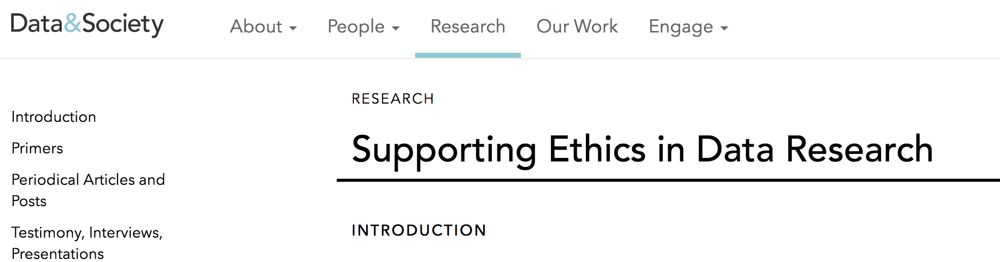 Data&Society
About
People
Research
Our Work
Engage
Introduction
Primers
Periodical Articles and
Posts
Testimony, Interviews,
Presentations
RESEARCH
Supporting Ethics in Data Research
INTRODUCTION